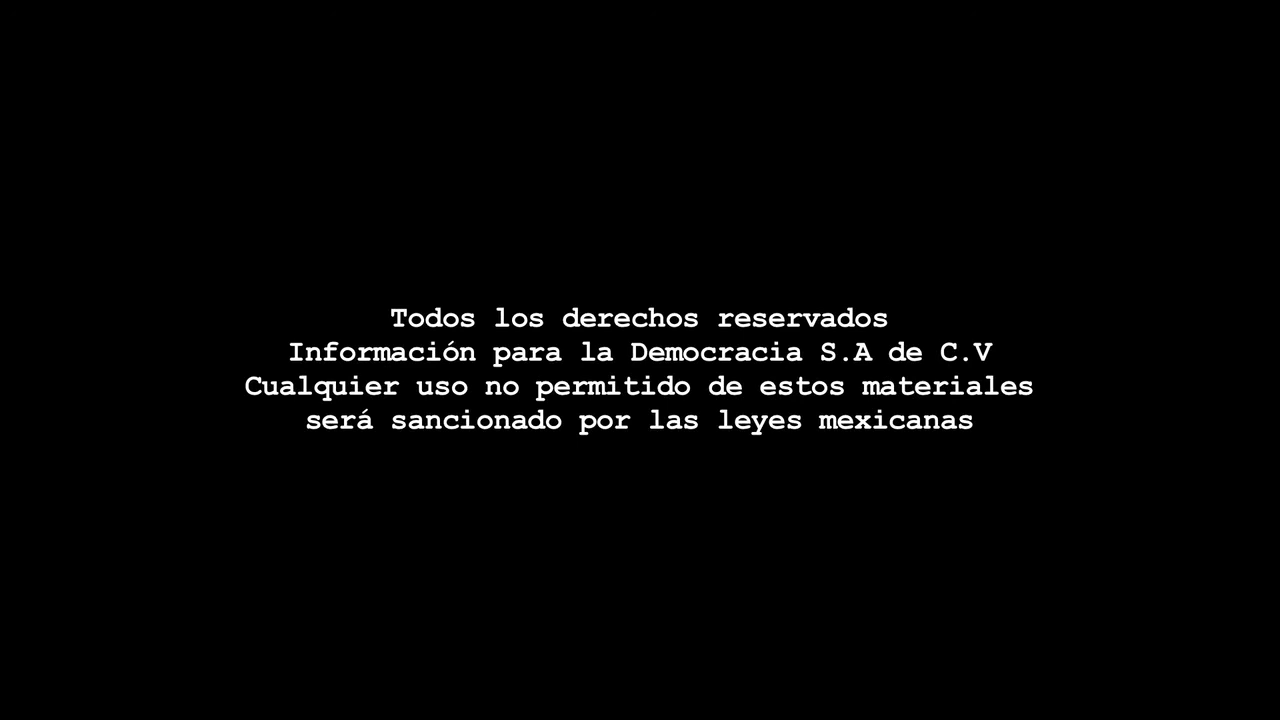 Todos los derechos reservados
Información para la Democracia S.A de C.V
Cualquier uso no permitido de estos materiales
será sancionado por las leyes mexicanas